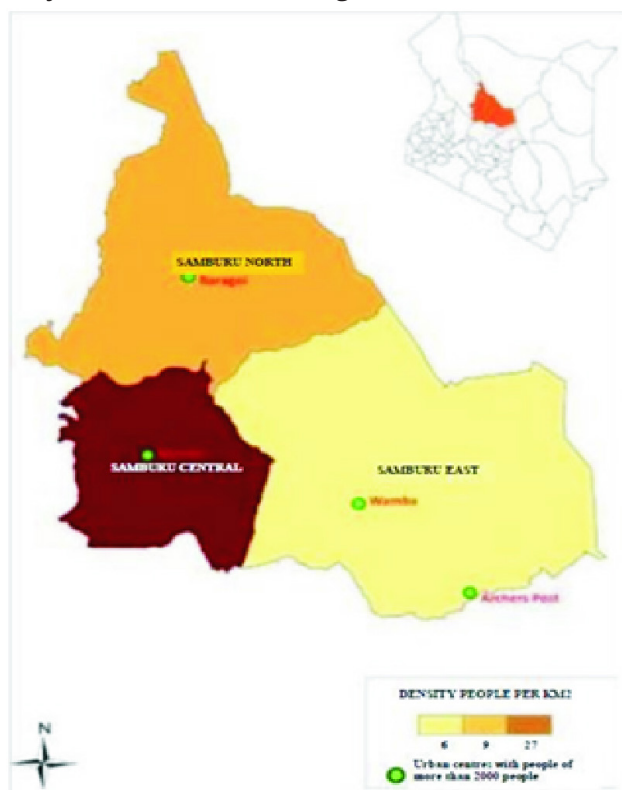 SAMBURU NORTH
Baragoi
SAMBURU CENTRAL
SAMBURU EAST
Wamba
Archers Post
DENSITY PEOPLE PER KM2
6 9 27
Urban centres with people of
more than 2000 people
N